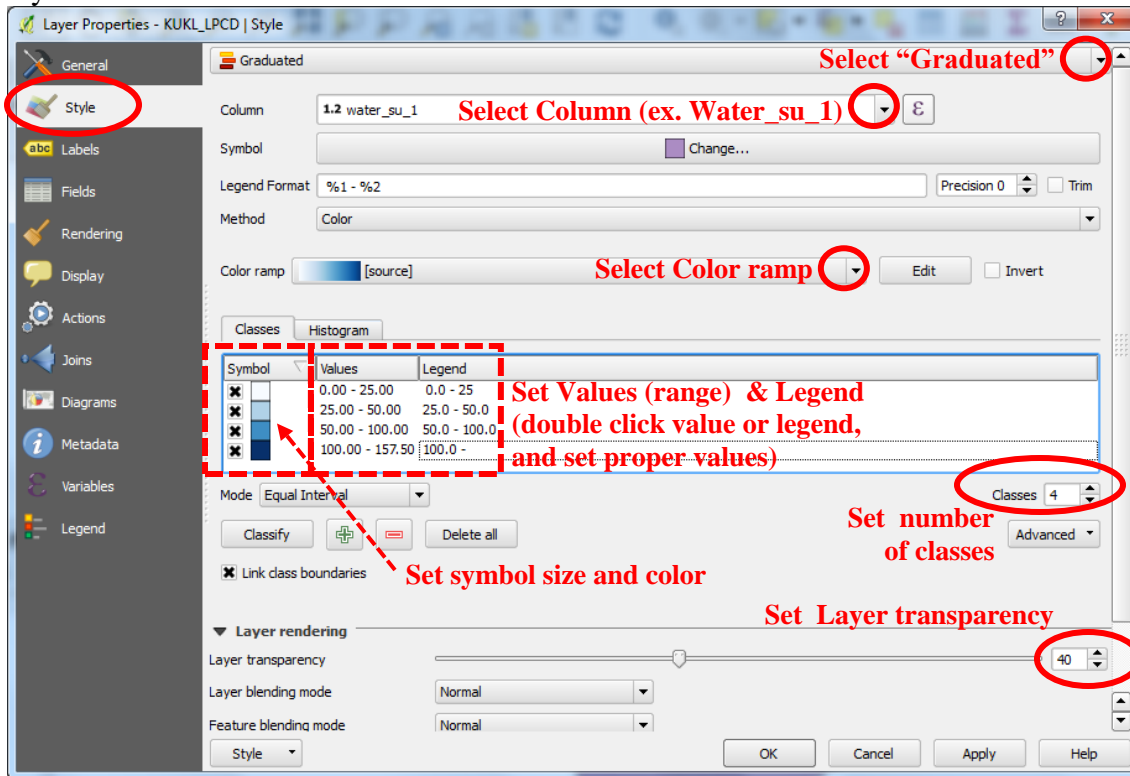 Layer Properties - KUKL_LPCD | Style
General
Style
Labels
Fields
Rendering
Display
Actions
Joins
Diagrams
Metadata
Variables
Legend
Graduated
Select “Graduated”
Column
1.2 water_su_1
Select Column (ex. Water_su_1)
ε
Symbol
Change...
Legend Format
%1 - %2
Precision 0
Trim
Method
Color
Color ramp
[source]
Select Color ramp
Edit
Invert
Classes
Histogram
Symbol Values Legend
0.00 - 25.00 0.0 - 25
25.00 - 50.00 25.0 - 50.0
50.00 - 100.00 50.0 - 100.0
100.00 - 157.50 100.0 -
Set Values (range) & Legend
(double click value or legend,
and set proper values)
Mode Equal Interval
Classes 4
Classify
Delete all
Set number
of classes
Advanced
Link class boundaries
Set symbol size and color
Set Layer transparency
Layer rendering
Layer transparency
40
Layer blending mode
Normal
Feature blending mode
Normal
Style
OK
Cancel
Apply
Help